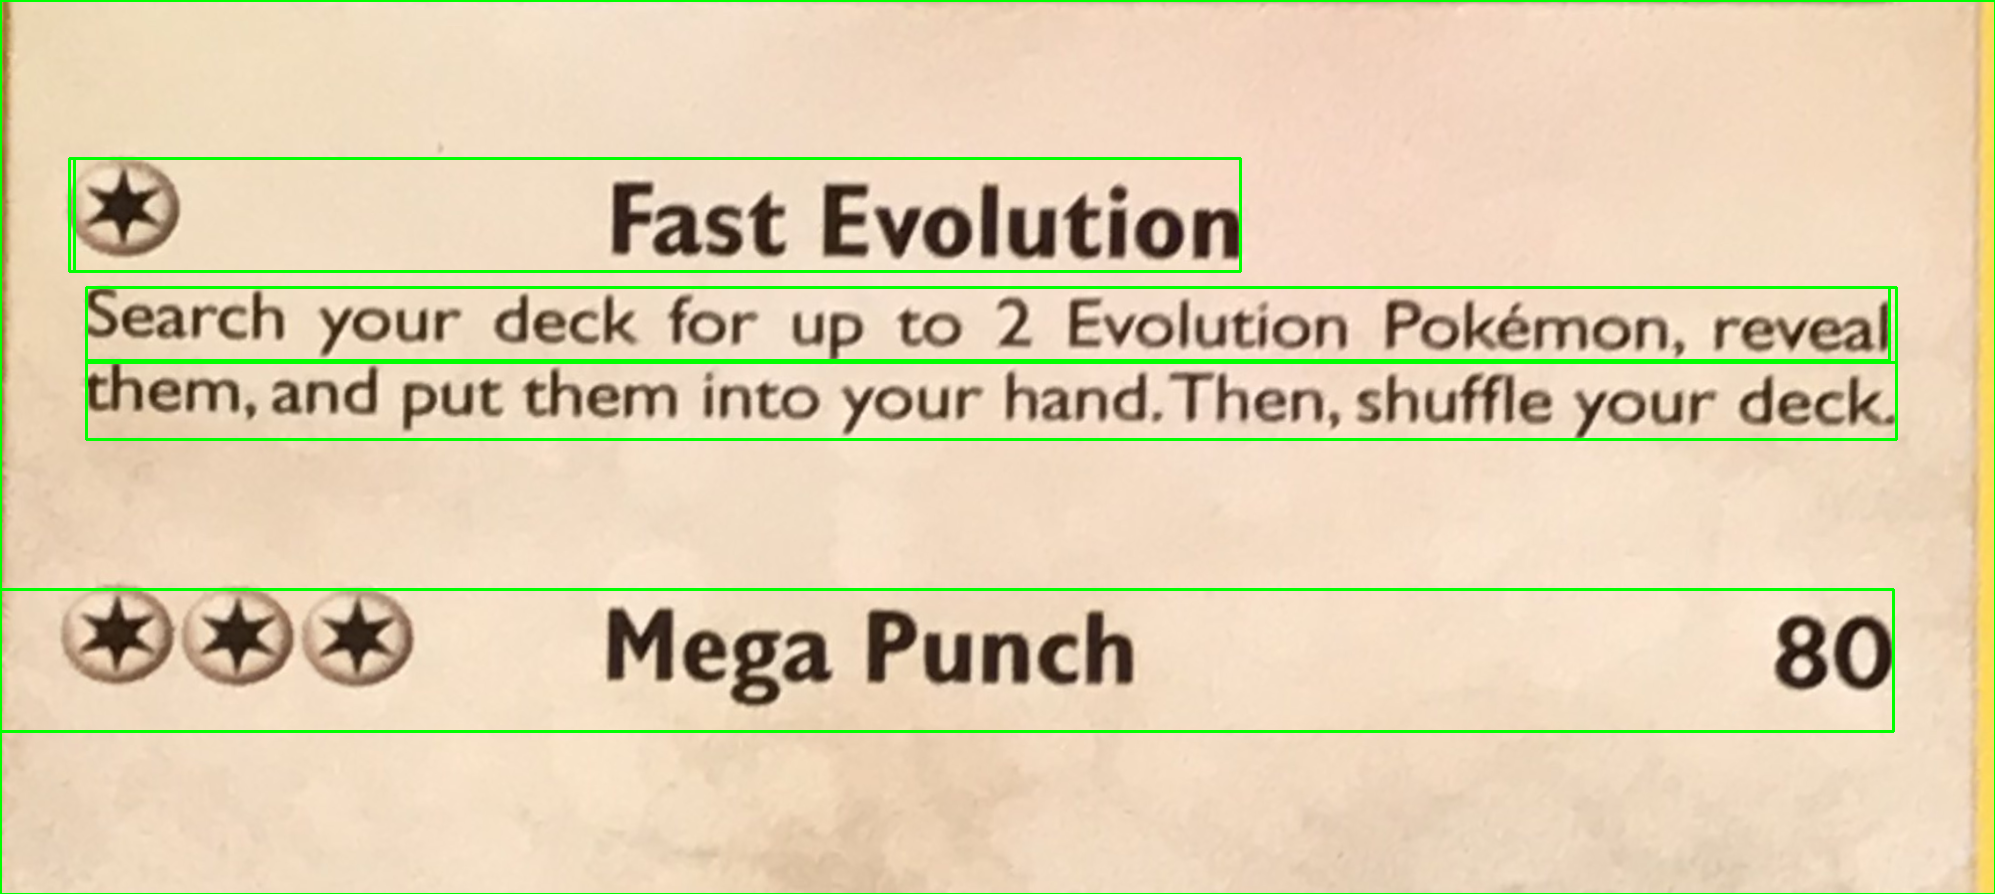 Fast Evolution
Search your deck for up to 2 Evolution Pokémon, reveal
them, and put them into your hand. Then, shuffle your deck.
Mega Punch 80